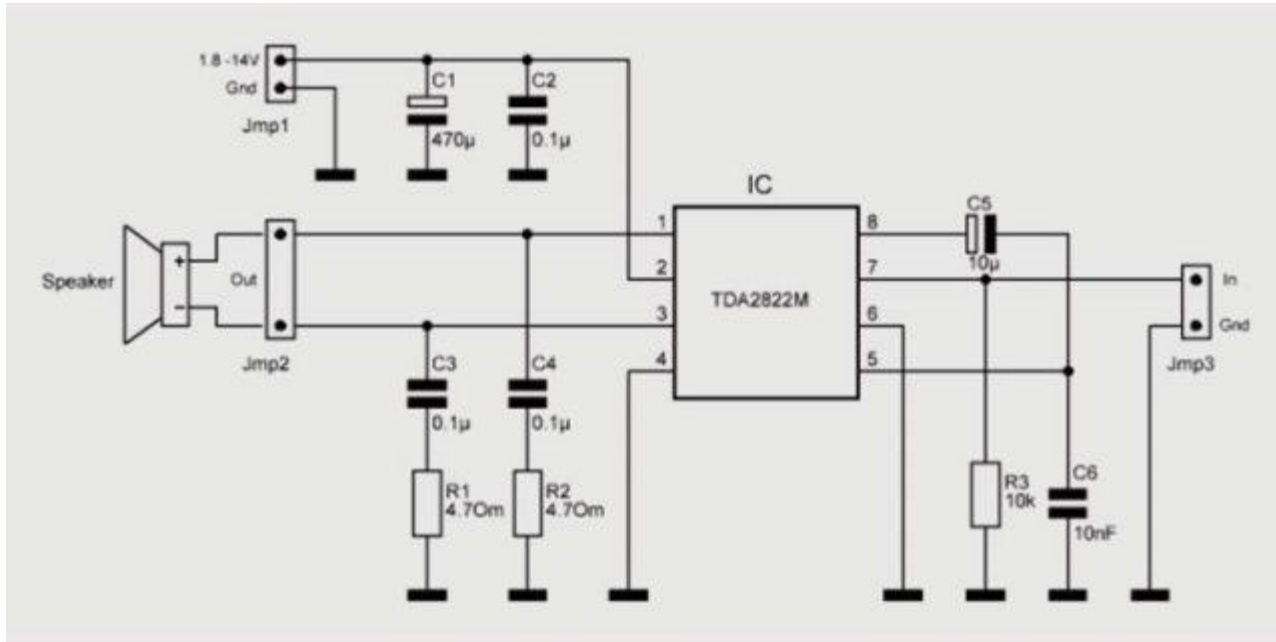 1.8 -14V
Gnd
Jmp1
C1
470µ
C2
0.1µ
IC
TDA2822M
1
2
3
4
8
7
6
5
Speaker
+
−
Out
Jmp2
C3
0.1µ
C4
0.1µ
R1
4.7Om
R2
4.7Om
C5
10µ
In
Gnd
Jmp3
R3
10k
C6
10nF